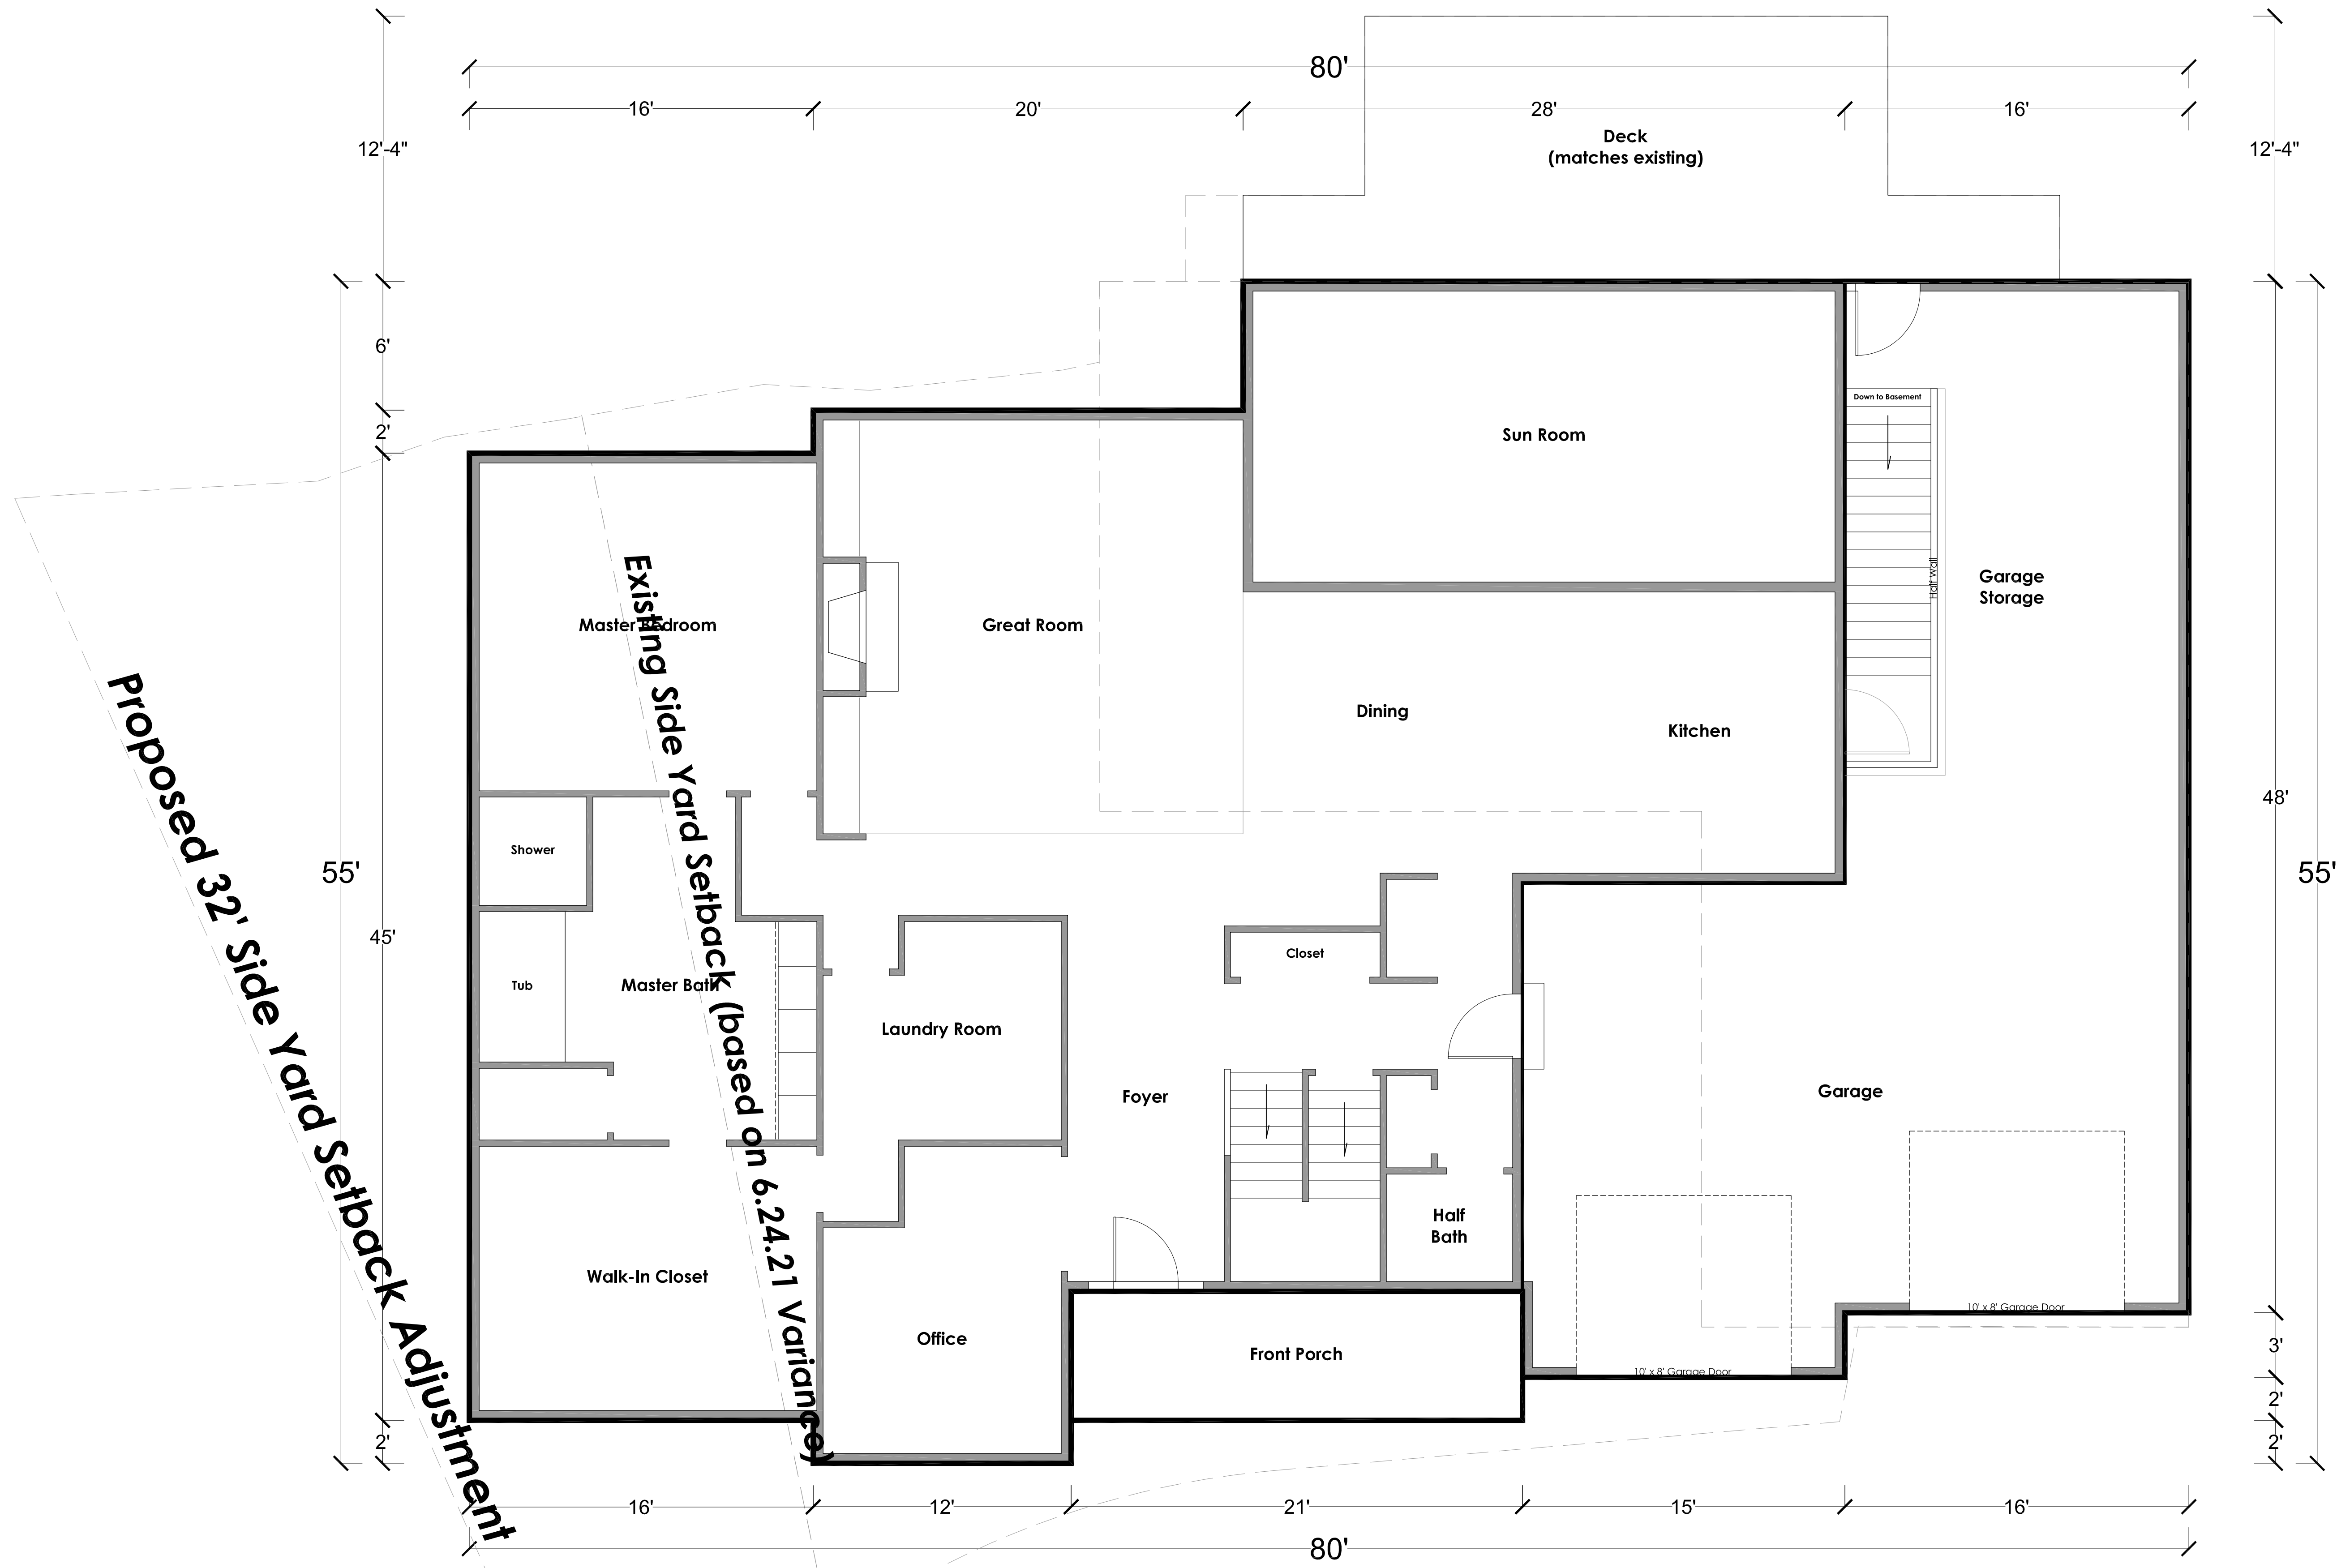 80'
16'
20'
28'
16'
Deck
(matches existing)
12'-4"
12'-4"
6'
2'
45'
2'
55'
48'
55'
3'
2'
2'
Sun Room
Down to Basement
Half Wall
Garage
Storage
Master Bedroom
Great Room
Dining
Kitchen
Shower
Tub
Master Bath
Closet
Laundry Room
Foyer
Garage
Half
Bath
Walk-In Closet
Office
Front Porch
10' x 8' Garage Door
10' x 8' Garage Door
Existing Side Yard Setback (based on 6.24.21 Variance)
Proposed 32' Side Yard Setback Adjustment
16'
12'
21'
15'
16'
80'